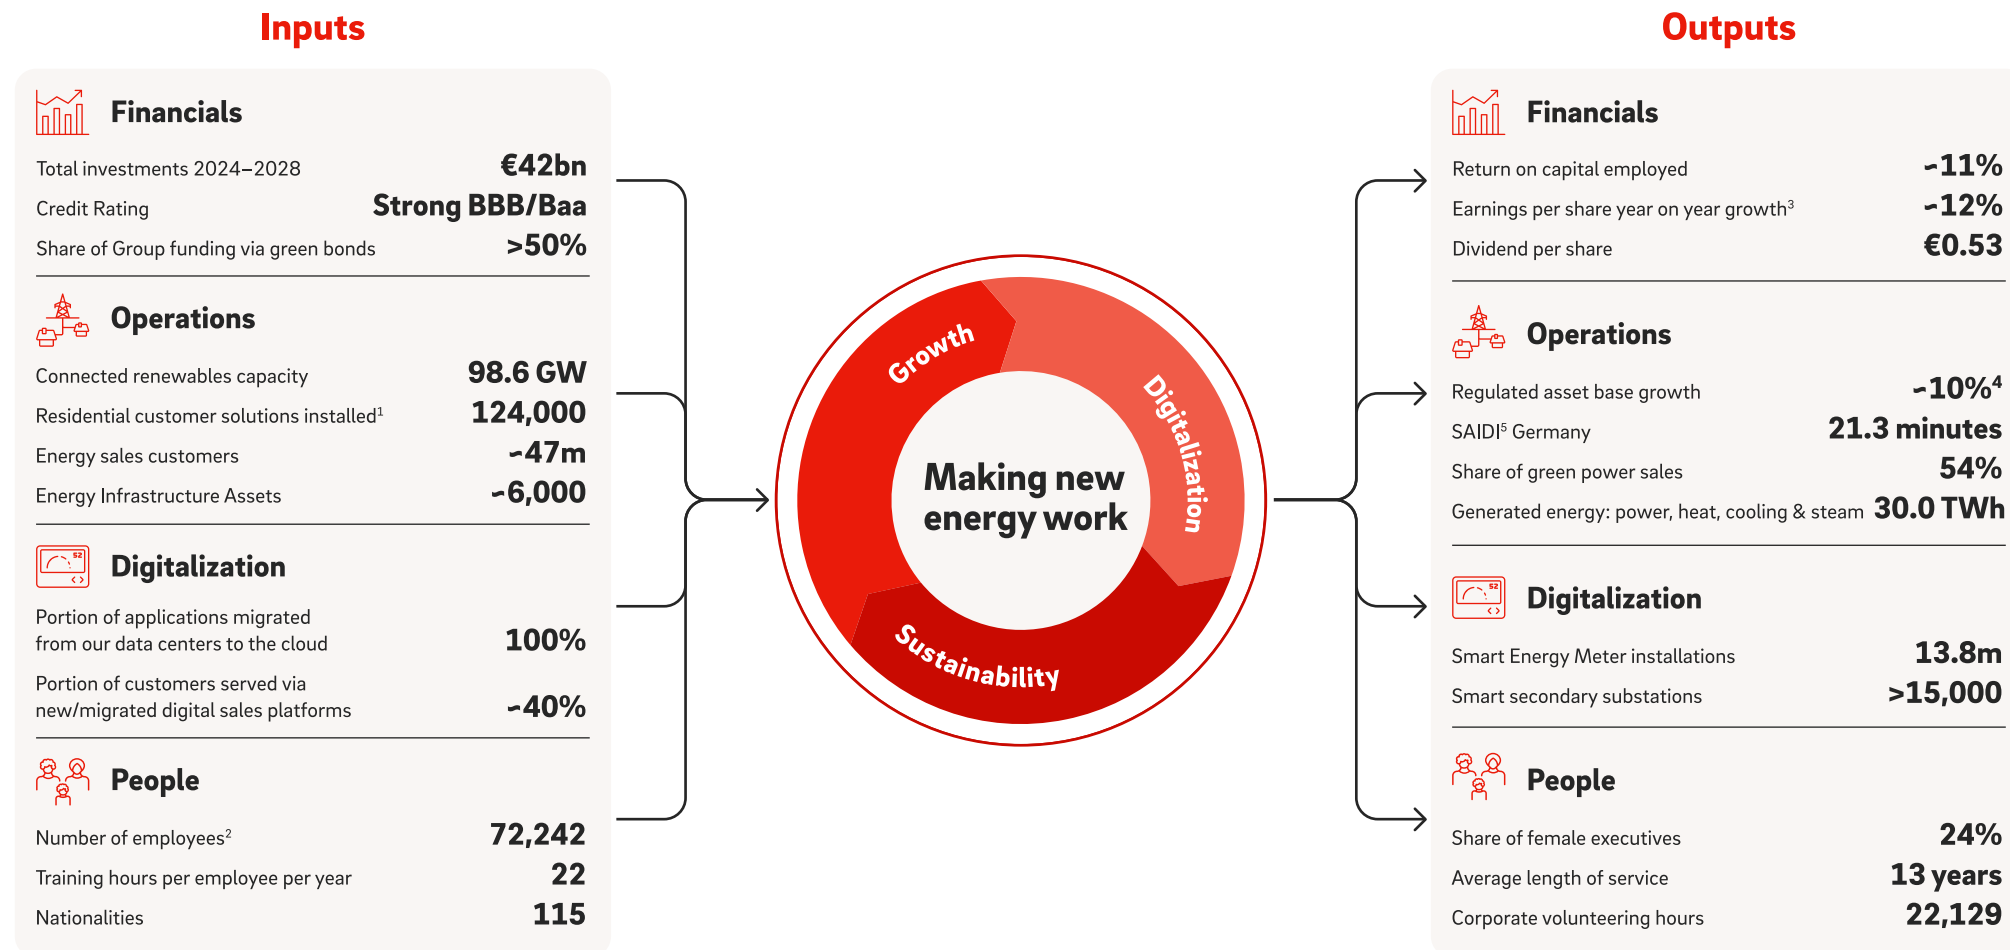 Inputs
Financials
Total investments 2024–2028 €42bn
Credit Rating Strong BBB/Baa
Share of Group funding via green bonds >50%
Operations
Connected renewables capacity 98.6 GW
Residential customer solutions installed¹ 124,000
Energy sales customers ~47m
Energy Infrastructure Assets ~6,000
52
Digitalization
Portion of applications migrated
from our data centers to the cloud 100%
Portion of customers served via
new/migrated digital sales platforms ~40%
People
Number of employees² 72,242
Training hours per employee per year 22
Nationalities 115
Growth
Digitalization
Sustainability
Making new
energy work
Outputs
Financials
Return on capital employed ~11%
Earnings per share year on year growth³ ~12%
Dividend per share €0.53
Operations
Regulated asset base growth ~10%⁴
SAIDI⁵ Germany 21.3 minutes
Share of green power sales 54%
Generated energy: power, heat, cooling & steam 30.0 TWh
52
Digitalization
Smart Energy Meter installations 13.8m
Smart secondary substations >15,000
People
Share of female executives 24%
Average length of service 13 years
Corporate volunteering hours 22,129